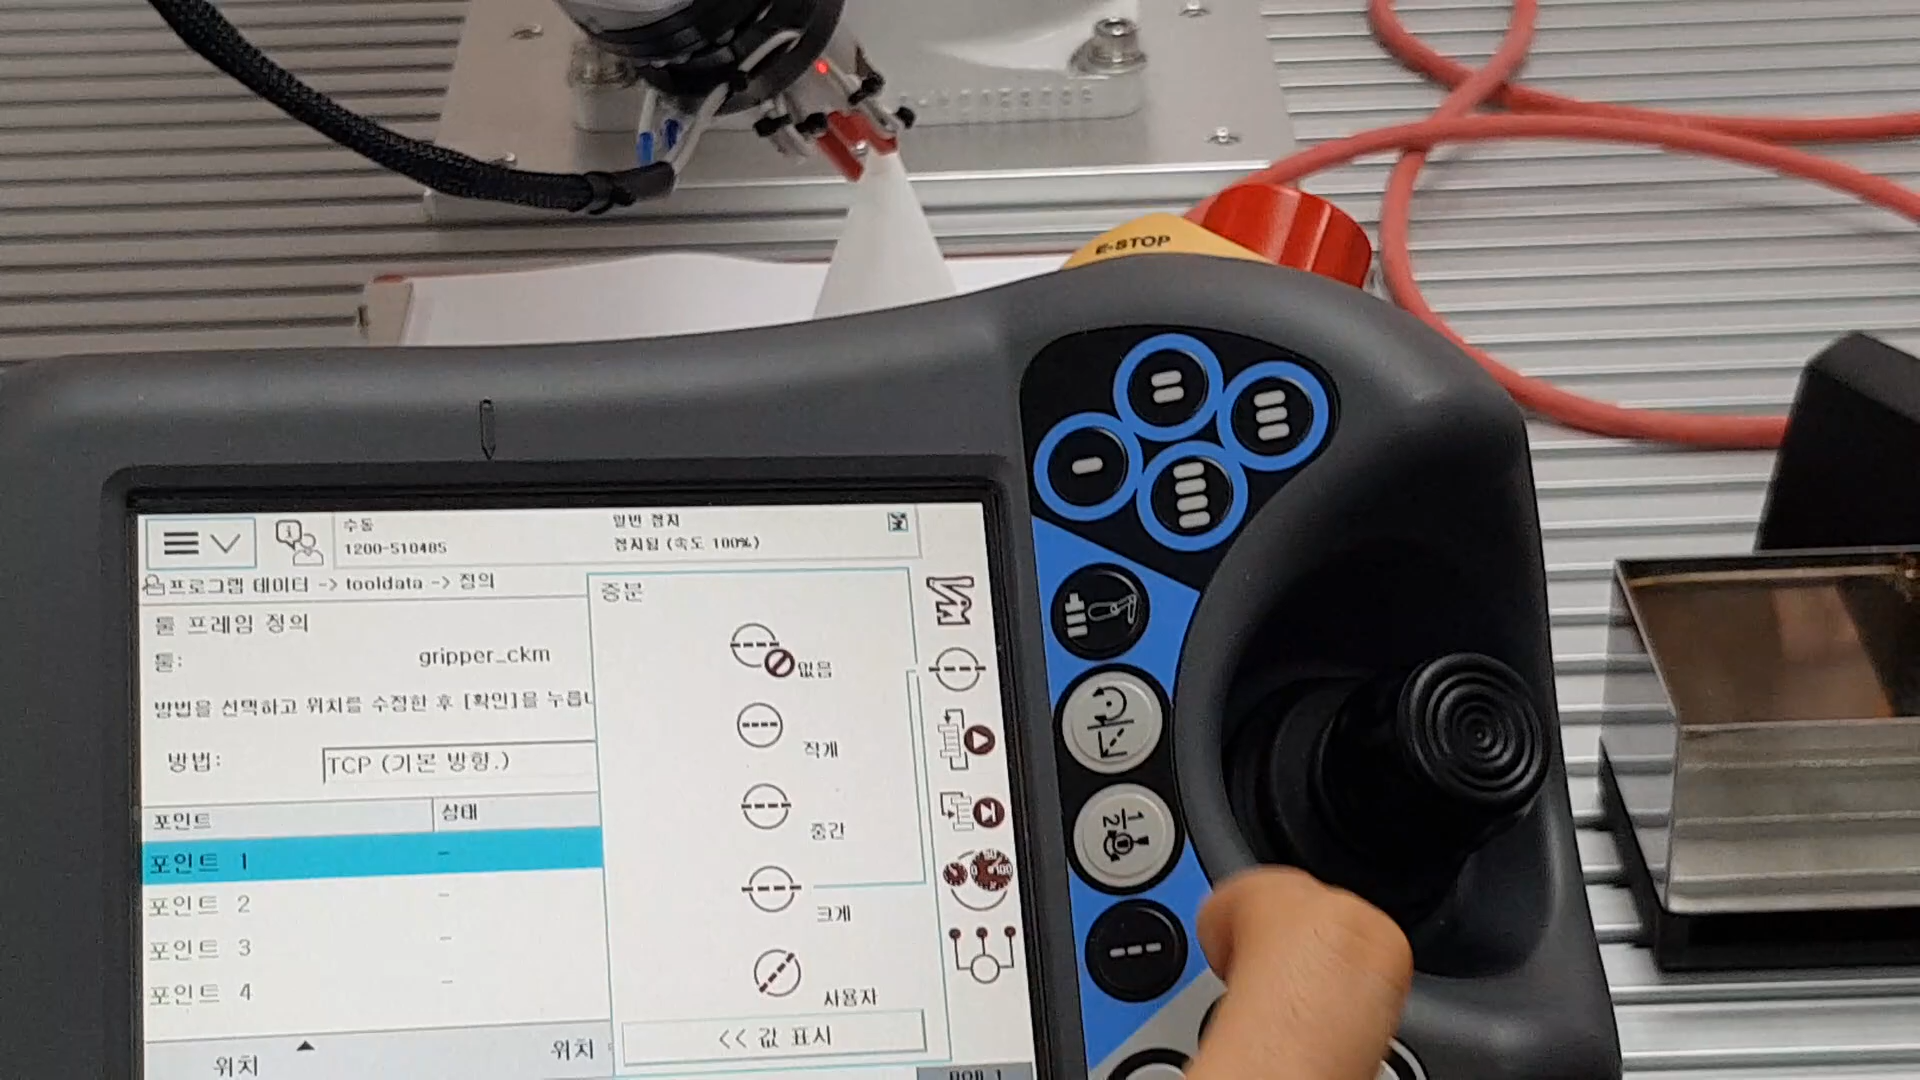 E-STOP
수동
1200-510485
일반 정지
정지됨 (속도 100%)
프로그램 데이터 -> tooldata -> 정의
툴 프레임 정의
툴:
gripper_ckm
방법을 선택하고 위치를 수정한 후 [확인]을 누릅니
방법:
TCP (기본 방형.)
포인트
상태
포인트 1
-
포인트 2
-
포인트 3
-
포인트 4
-
위치
위치
증분
없음
작게
중간
크게
사용자
<< 값 표시